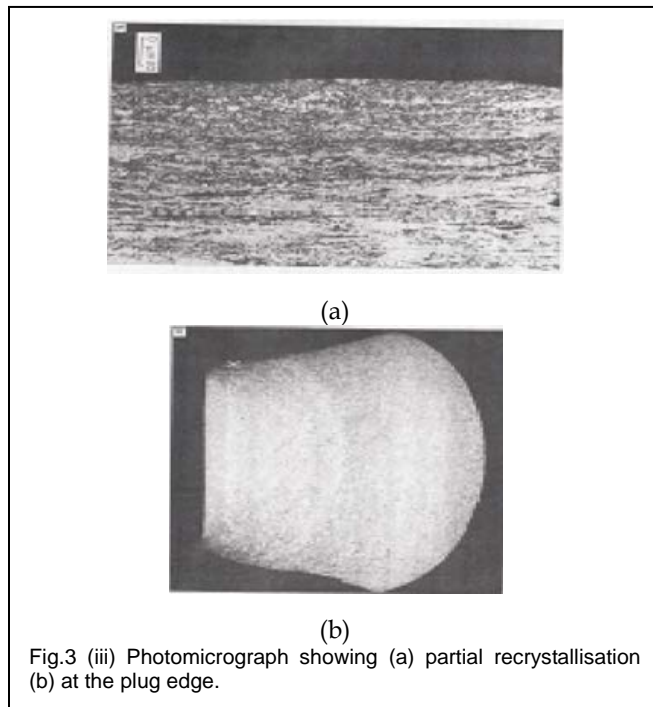 (a)
(b)
Fig.3 (iii) Photomicrograph showing (a) partial recrystallisation
(b) at the plug edge.